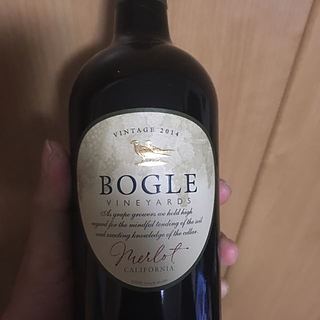 VINTAGE 2014
BOGLE
VINEYARDS
As grape growers we hold high
regard for the mindful tending of the soil
and exacting knowledge of the cellar.
Merlot
CALIFORNIA